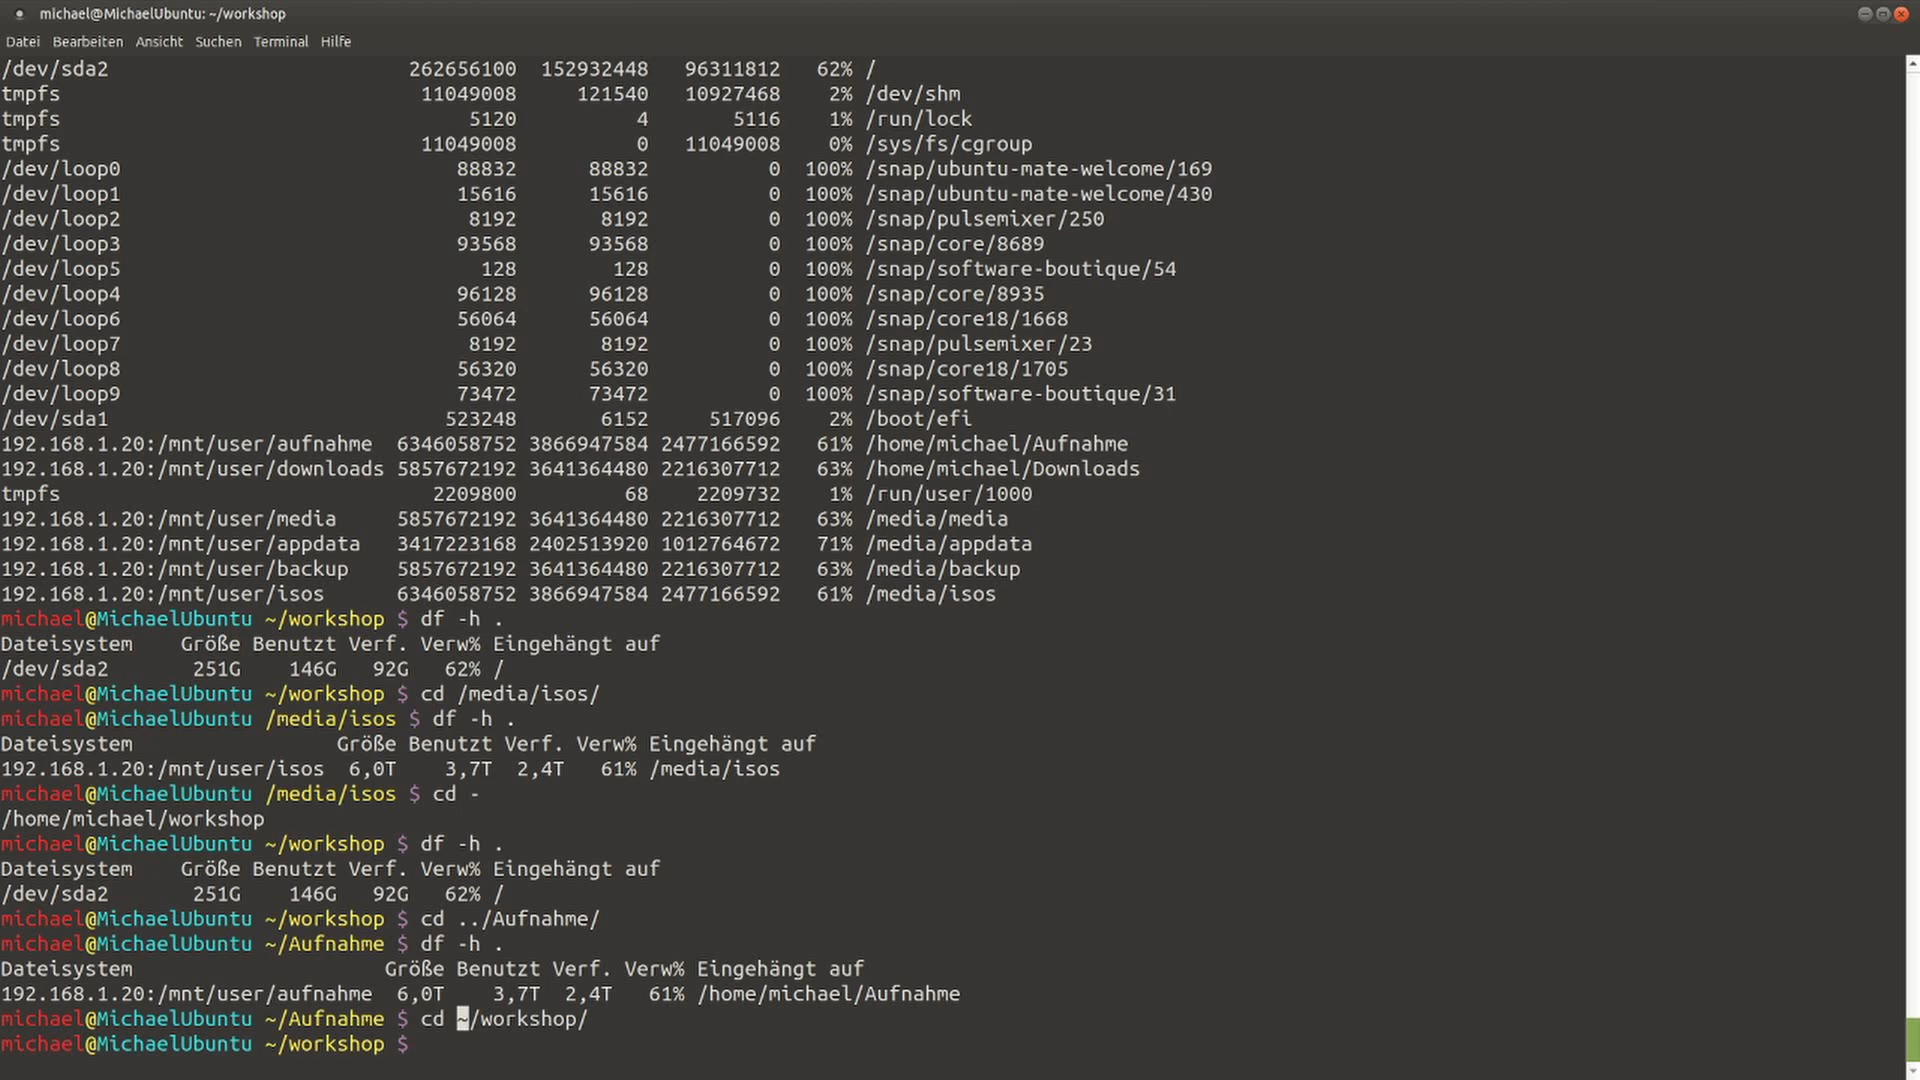 michael@MichaelUbuntu: ~/workshop
Datei Bearbeiten Ansicht Suchen Terminal Hilfe
/dev/sda2 262656100 152932448 96311812 62% /
tmpfs 11049008 121540 10927468 2% /dev/shm
tmpfs 5120 4 5116 1% /run/lock
tmpfs 11049008 0 11049008 0% /sys/fs/cgroup
/dev/loop0 88832 88832 0 100% /snap/ubuntu-mate-welcome/169
/dev/loop1 15616 15616 0 100% /snap/ubuntu-mate-welcome/430
/dev/loop2 8192 8192 0 100% /snap/pulsemixer/250
/dev/loop3 93568 93568 0 100% /snap/core/8689
/dev/loop5 128 128 0 100% /snap/software-boutique/54
/dev/loop4 96128 96128 0 100% /snap/core/8935
/dev/loop6 56064 56064 0 100% /snap/core18/1668
/dev/loop7 8192 8192 0 100% /snap/pulsemixer/23
/dev/loop8 56320 56320 0 100% /snap/core18/1705
/dev/loop9 73472 73472 0 100% /snap/software-boutique/31
/dev/sda1 523248 6152 517096 2% /boot/efi
192.168.1.20:/mnt/user/aufnahme 6346058752 3866947584 2477166592 61% /home/michael/Aufnahme
192.168.1.20:/mnt/user/downloads 5857672192 3641364480 2216307712 63% /home/michael/Downloads
tmpfs 2209800 68 2209732 1% /run/user/1000
192.168.1.20:/mnt/user/media 5857672192 3641364480 2216307712 63% /media/media
192.168.1.20:/mnt/user/appdata 3417223168 2402513920 1012764672 71% /media/appdata
192.168.1.20:/mnt/user/backup 5857672192 3641364480 2216307712 63% /media/backup
192.168.1.20:/mnt/user/isos 6346058752 3866947584 2477166592 61% /media/isos
michael@MichaelUbuntu ~/workshop $ df -h .
Dateisystem Größe Benutzt Verf. Verw% Eingehängt auf
/dev/sda2 251G 146G 92G 62% /
michael@MichaelUbuntu ~/workshop $ cd /media/isos/
michael@MichaelUbuntu /media/isos $ df -h .
Dateisystem Größe Benutzt Verf. Verw% Eingehängt auf
192.168.1.20:/mnt/user/isos 6,0T 3,7T 2,4T 61% /media/isos
michael@MichaelUbuntu /media/isos $ cd -
/home/michael/workshop
michael@MichaelUbuntu ~/workshop $ df -h .
Dateisystem Größe Benutzt Verf. Verw% Eingehängt auf
/dev/sda2 251G 146G 92G 62% /
michael@MichaelUbuntu ~/workshop $ cd ../Aufnahme/
michael@MichaelUbuntu ~/Aufnahme $ df -h .
Dateisystem Größe Benutzt Verf. Verw% Eingehängt auf
192.168.1.20:/mnt/user/aufnahme 6,0T 3,7T 2,4T 61% /home/michael/Aufnahme
michael@MichaelUbuntu ~/Aufnahme $ cd ~/workshop/
michael@MichaelUbuntu ~/workshop $